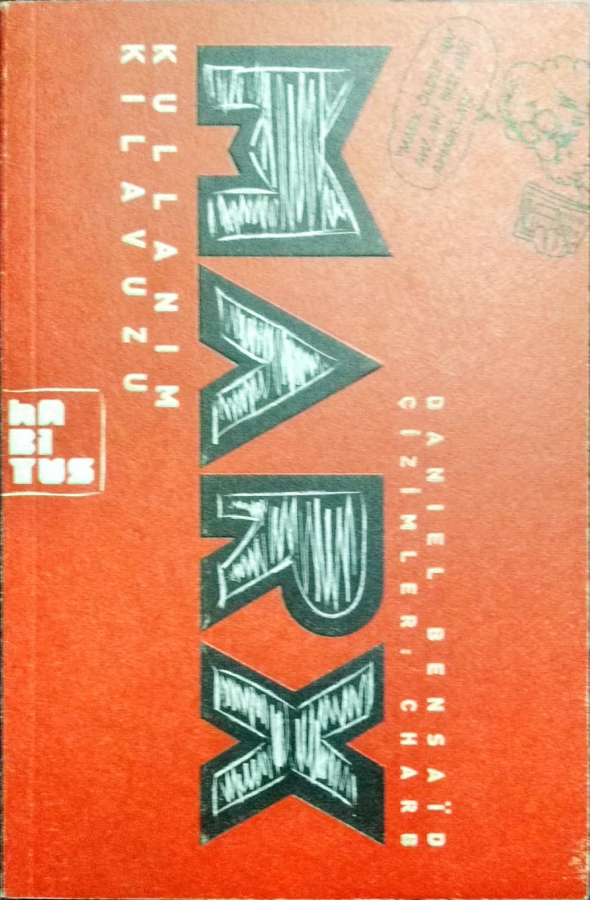 DANIEL BENSAÏD
ÇİZİMLER, CHARB
MARX
KULLANIM
KILAVUZU
HA
BI
TUS